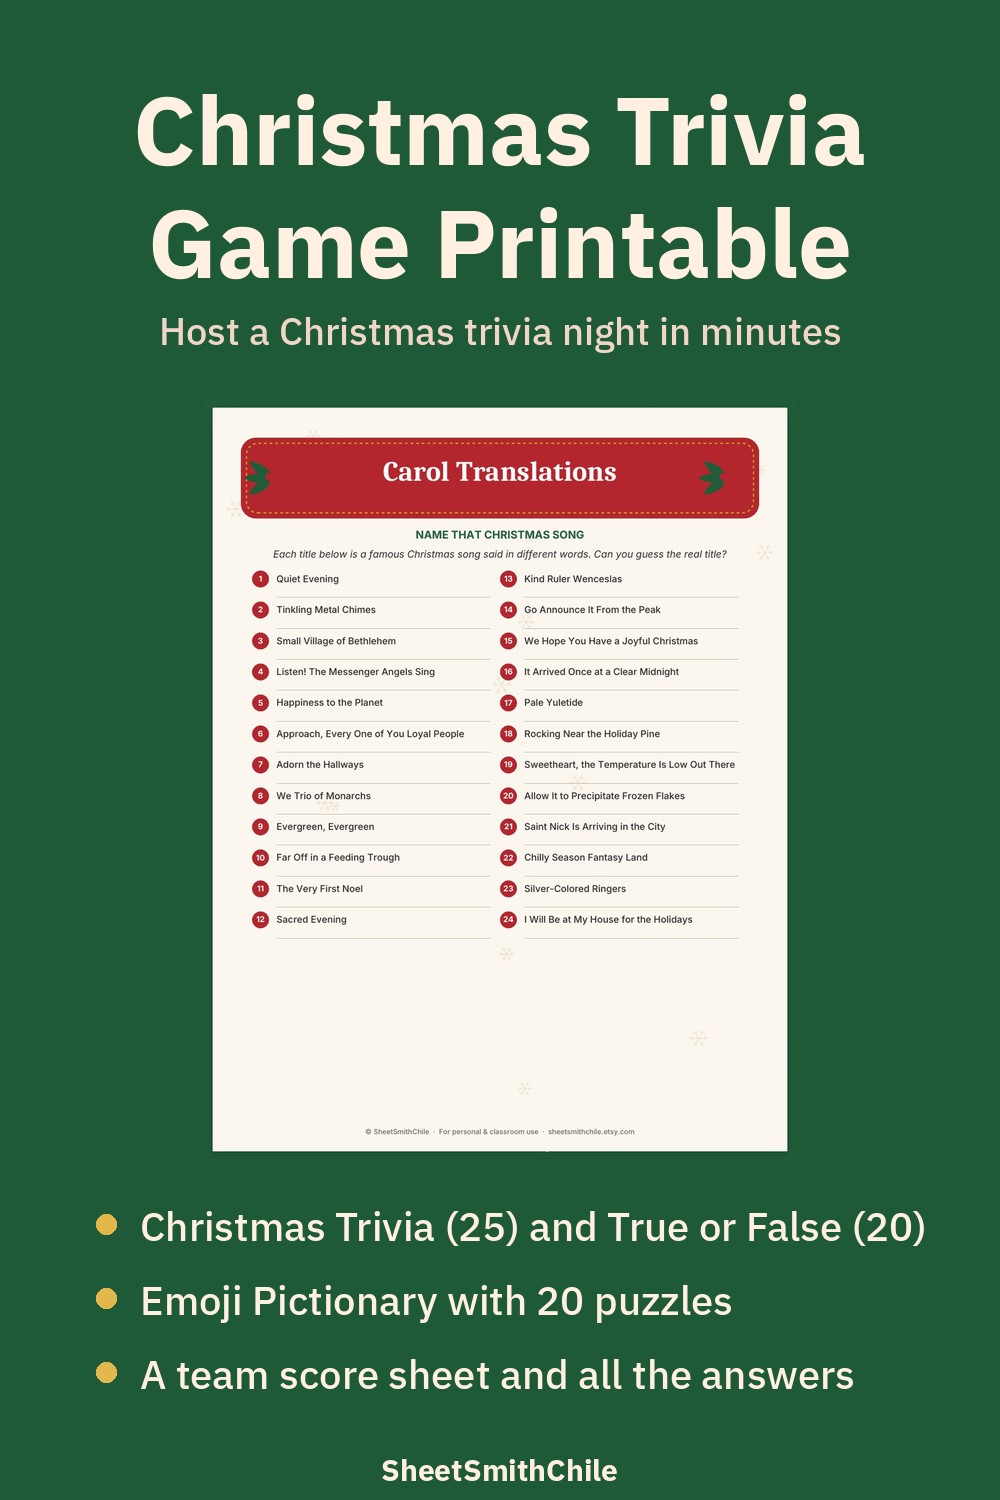 Christmas Trivia
Game Printable
Host a Christmas trivia night in minutes
Carol Translations
NAME THAT CHRISTMAS SONG
Each title below is a famous Christmas song said in different words. Can you guess the real title?
1 Quiet Evening
2 Tinkling Metal Chimes
3 Small Village of Bethlehem
4 Listen! The Messenger Angels Sing
5 Happiness to the Planet
6 Approach, Every One of You Loyal People
7 Adorn the Hallways
8 We Trio of Monarchs
9 Evergreen, Evergreen
10 Far Off in a Feeding Trough
11 The Very First Noel
12 Sacred Evening
13 Kind Ruler Wenceslas
14 Go Announce It From the Peak
15 We Hope You Have a Joyful Christmas
16 It Arrived Once at a Clear Midnight
17 Pale Yuletide
18 Rocking Near the Holiday Pine
19 Sweetheart, the Temperature Is Low Out There
20 Allow It to Precipitate Frozen Flakes
21 Saint Nick Is Arriving in the City
22 Chilly Season Fantasy Land
23 Silver-Colored Ringers
24 I Will Be at My House for the Holidays
© SheetSmithChile · For personal & classroom use · sheetsmithchile.etsy.com
Christmas Trivia (25) and True or False (20)
Emoji Pictionary with 20 puzzles
A team score sheet and all the answers
SheetSmithChile